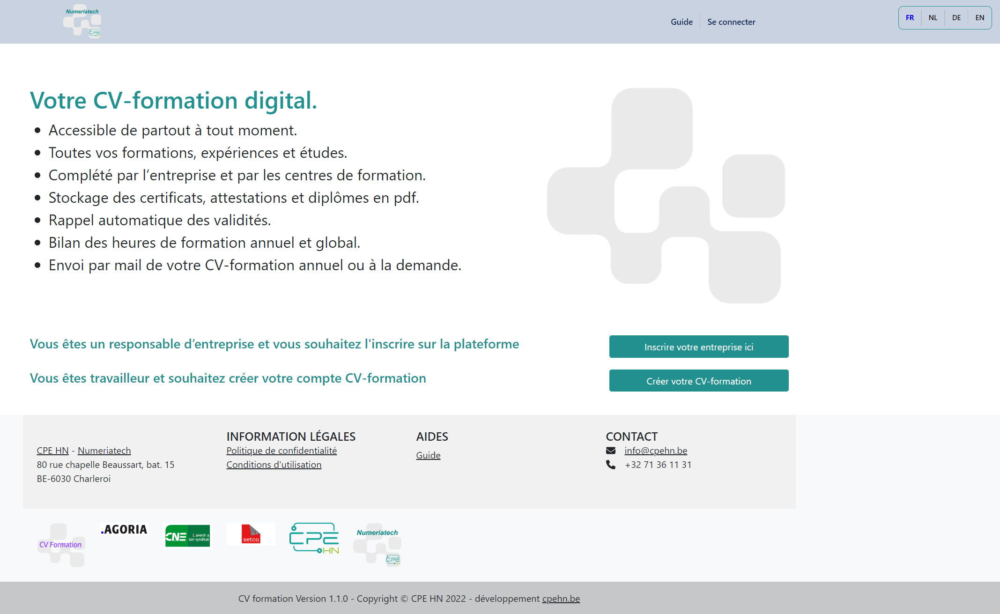 Numeriatech
CPE HN
Guide
Se connecter
FR
NL
DE
EN
Votre CV-formation digital.
Accessible de partout à tout moment.
Toutes vos formations, expériences et études.
Complété par l’entreprise et par les centres de formation.
Stockage des certificats, attestations et diplômes en pdf.
Rappel automatique des validités.
Bilan des heures de formation annuel et global.
Envoi par mail de votre CV-formation annuel ou à la demande.
Vous êtes un responsable d’entreprise et vous souhaitez l'inscrire sur la plateforme
Inscrire votre entreprise ici
Vous êtes travailleur et souhaitez créer votre compte CV-formation
Créer votre CV-formation
CPE HN - Numeriatech
80 rue chapelle Beaussart, bat. 15
BE-6030 Charleroi
INFORMATION LÉGALES
Politique de confidentialité
Conditions d'utilisation
AIDES
Guide
CONTACT
info@cpehn.be
+32 71 36 11 31
CV Formation
.AGORIA
CNE
L'avenir a
son syndicat
setca
CPE
HN
Numeriatech
CPE HN
CV formation Version 1.1.0 - Copyright © CPE HN 2022 - développement cpehn.be